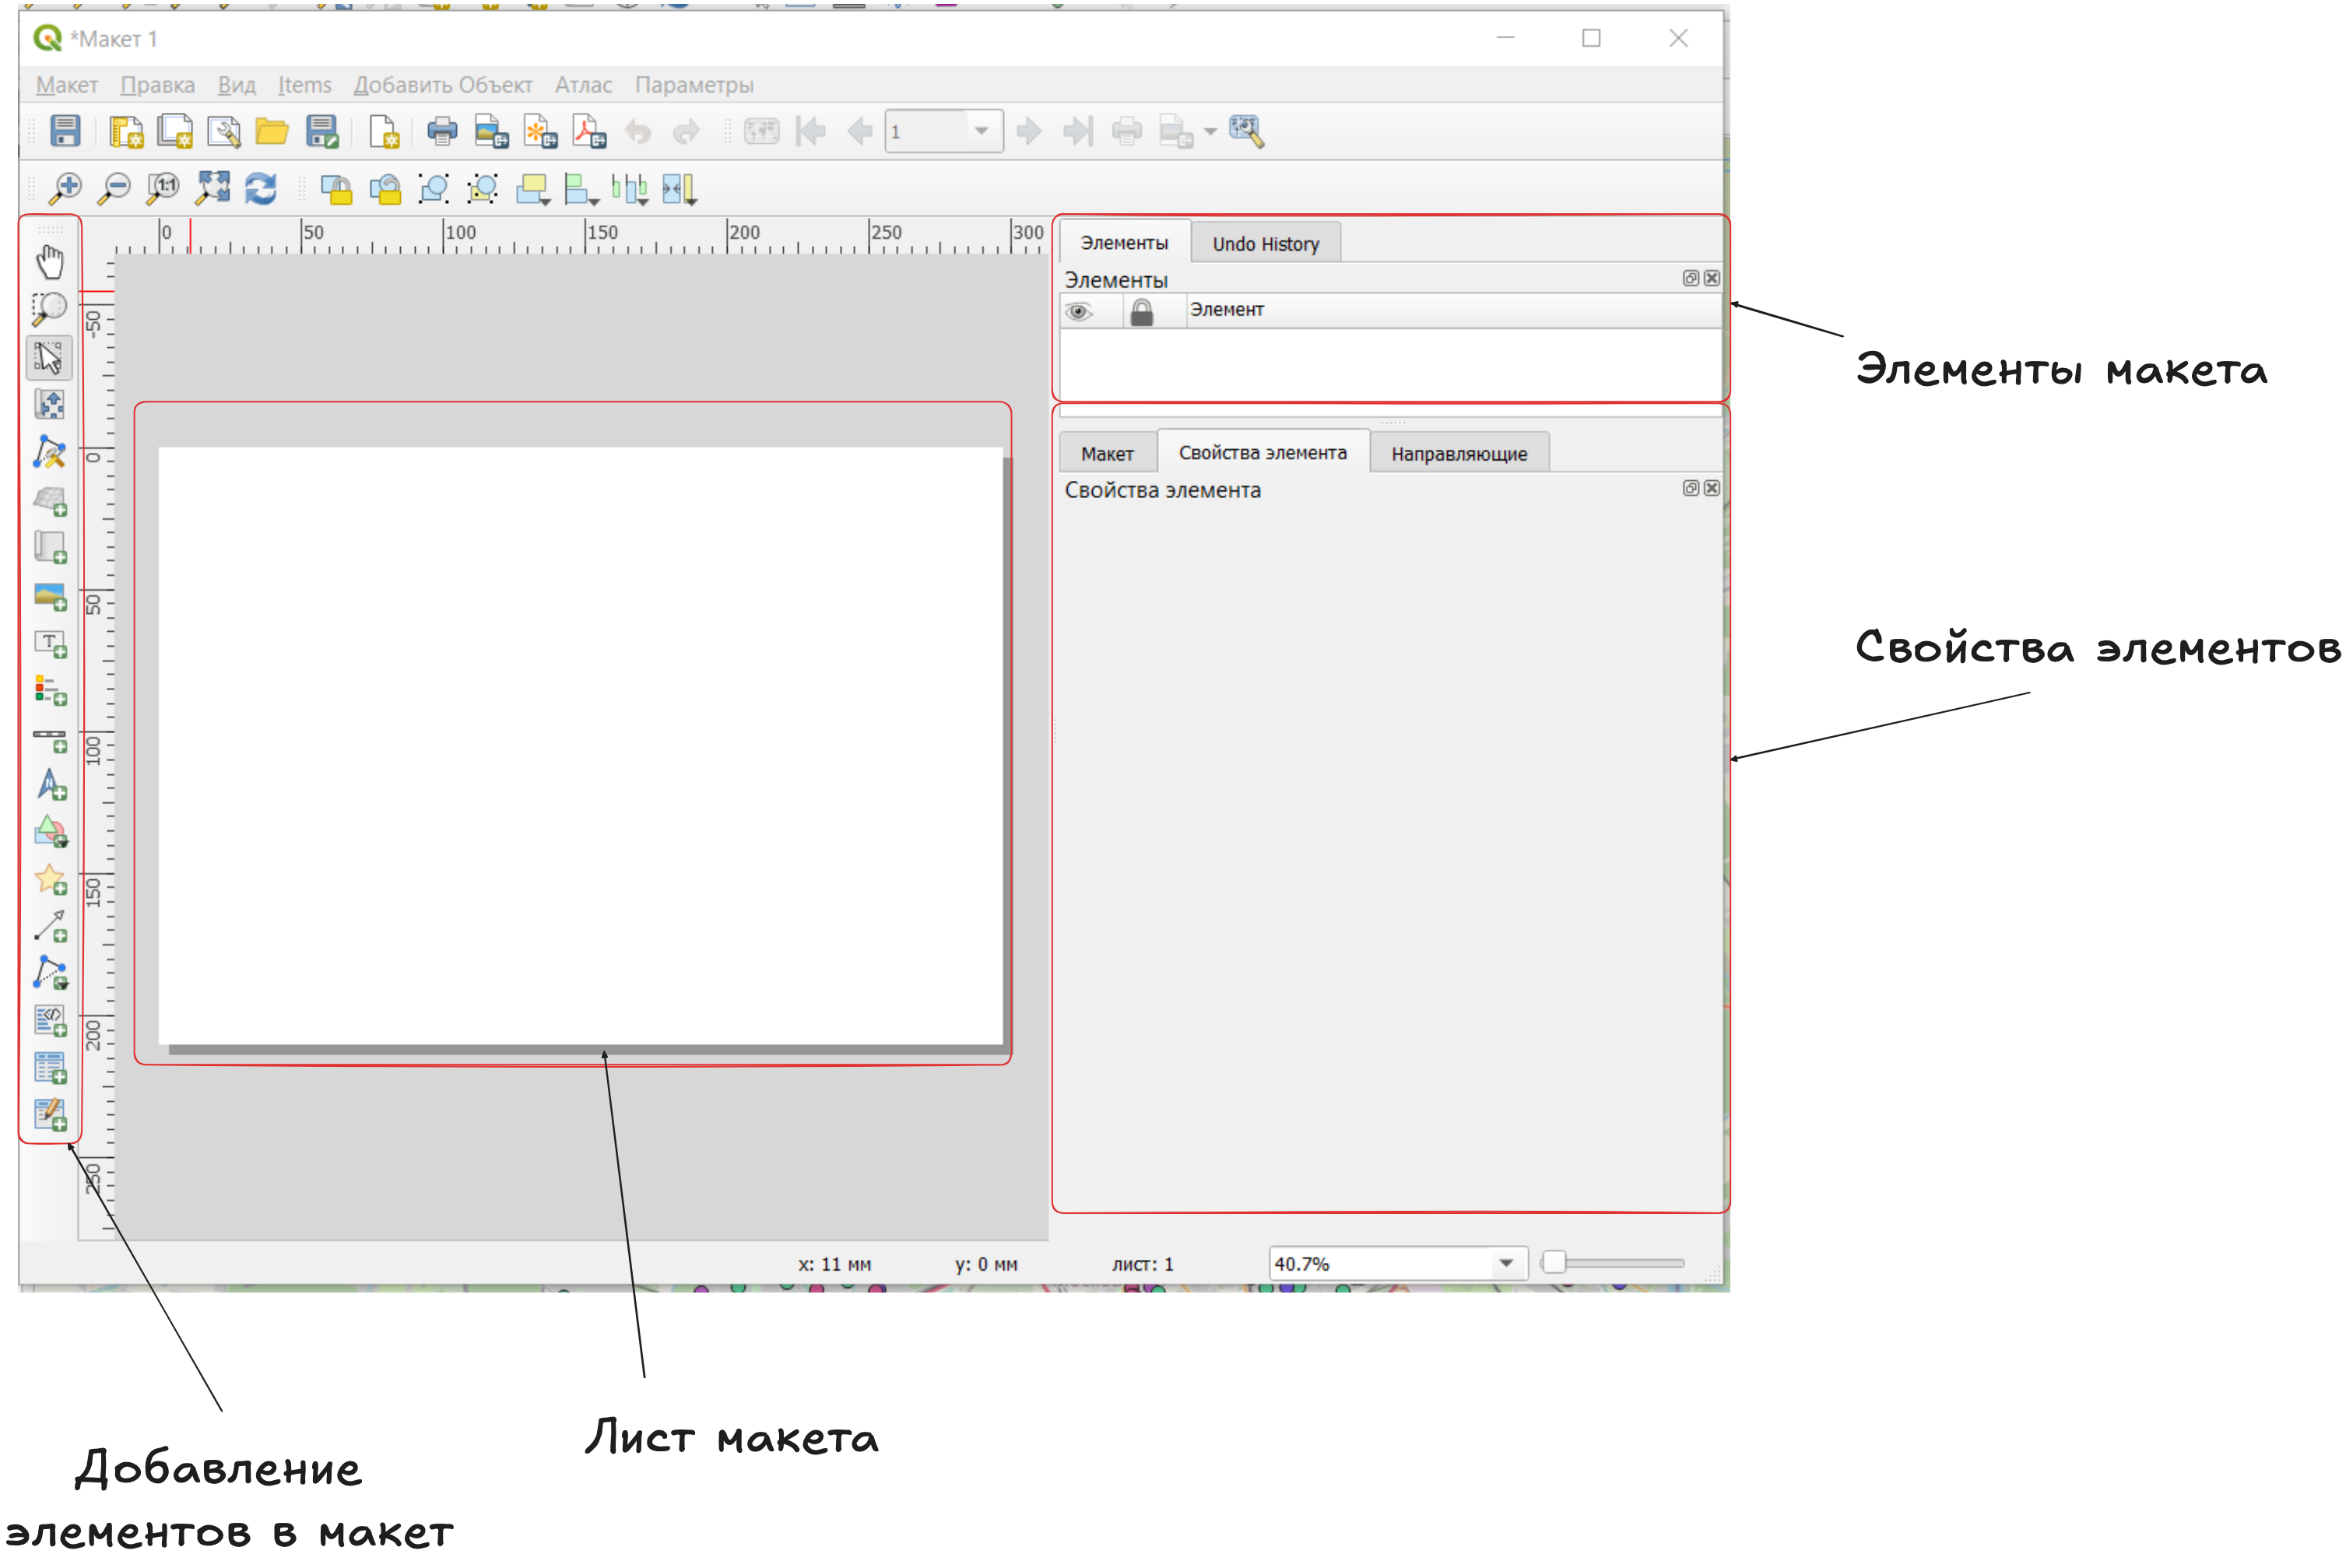 *Макет 1
Макет Правка Вид Items Добавить Объект Атлас Параметры
1:1
1
0 50 100 150 200 250 300
-50
0
50
100
150
200
250
T
N
Элементы Undo History
Элементы
Элемент
Макет Свойства элемента Направляющие
Свойства элемента
x: 11 мм y: 0 мм лист: 1 40.7%
Элементы макета
Свойства элементов
Лист макета
Добавление
элементов в макет